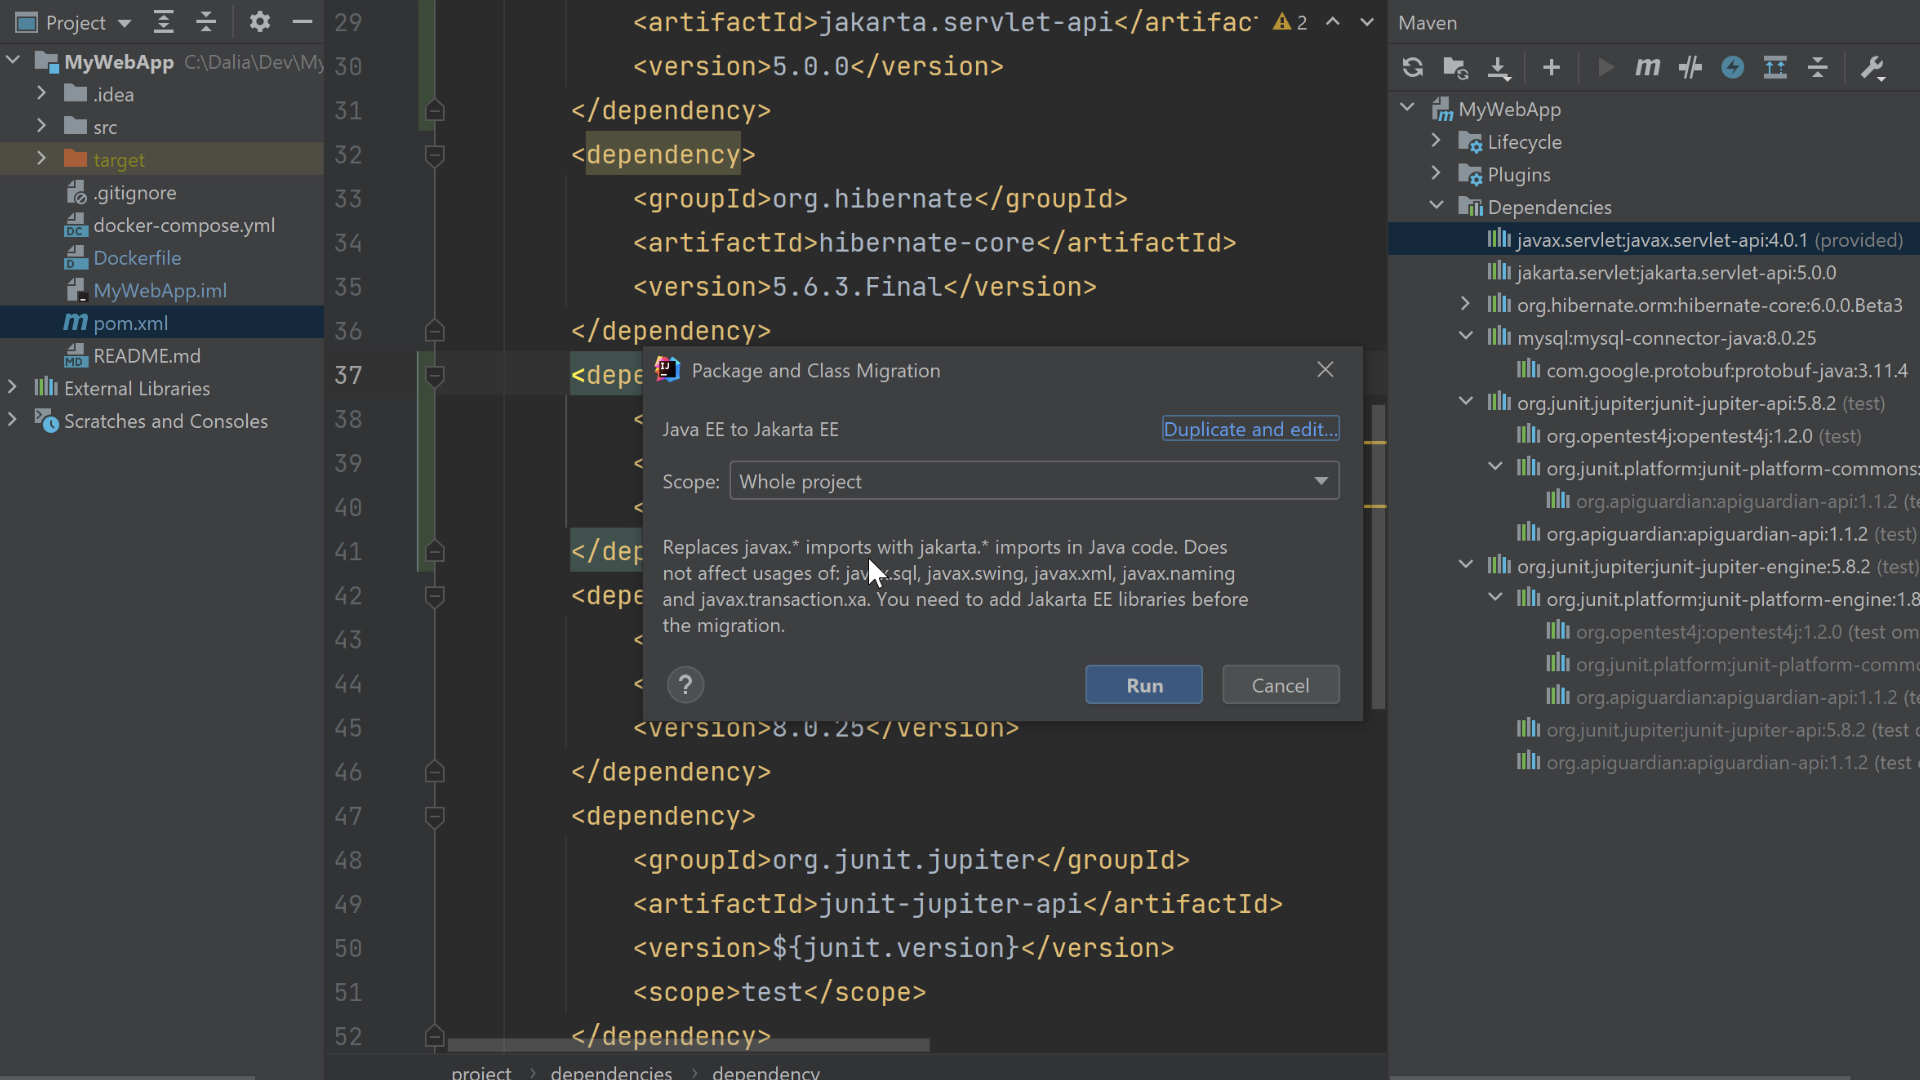 Project
MyWebApp C:\Dalia\Dev\My
.idea
src
target
.gitignore
docker-compose.yml
Dockerfile
MyWebApp.iml
pom.xml
README.md
External Libraries
Scratches and Consoles
29 <artifactId>jakarta.servlet-api</artifac
2
30 <version>5.0.0</version>
31 </dependency>
32 <dependency>
33 <groupId>org.hibernate</groupId>
34 <artifactId>hibernate-core</artifactId>
35 <version>5.6.3.Final</version>
36 </dependency>
37 <depe
38 <
39 <
40 <
41 </dep
42 <depe
43 <
44 <
45 <version>8.0.25</version>
46 </dependency>
47 <dependency>
48 <groupId>org.junit.jupiter</groupId>
49 <artifactId>junit-jupiter-api</artifactId>
50 <version>${junit.version}</version>
51 <scope>test</scope>
52 </dependency>
project > dependencies > dependency
Package and Class Migration
Java EE to Jakarta EE
Duplicate and edit...
Scope: Whole project
Replaces javax.* imports with jakarta.* imports in Java code. Does
not affect usages of: javax.sql, javax.swing, javax.xml, javax.naming
and javax.transaction.xa. You need to add Jakarta EE libraries before
the migration.
?
Run
Cancel
Maven
m
MyWebApp
Lifecycle
Plugins
Dependencies
javax.servlet:javax.servlet-api:4.0.1 (provided)
jakarta.servlet:jakarta.servlet-api:5.0.0
org.hibernate.orm:hibernate-core:6.0.0.Beta3
mysql:mysql-connector-java:8.0.25
com.google.protobuf:protobuf-java:3.11.4
org.junit.jupiter:junit-jupiter-api:5.8.2 (test)
org.opentest4j:opentest4j:1.2.0 (test)
org.junit.platform:junit-platform-commons:
org.apiguardian:apiguardian-api:1.1.2 (te
org.apiguardian:apiguardian-api:1.1.2 (test)
org.junit.jupiter:junit-jupiter-engine:5.8.2 (test)
org.junit.platform:junit-platform-engine:1.8
org.opentest4j:opentest4j:1.2.0 (test om
org.junit.platform:junit-platform-commo
org.apiguardian:apiguardian-api:1.1.2 (te
org.junit.jupiter:junit-jupiter-api:5.8.2 (test o
org.apiguardian:apiguardian-api:1.1.2 (test o